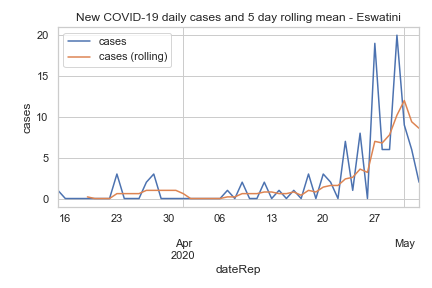 New COVID-19 daily cases and 5 day rolling mean - Eswatini
cases
cases (rolling)
20
15
10
5
0
cases
16 23 30 06 13 20 27
Apr May
2020
dateRep